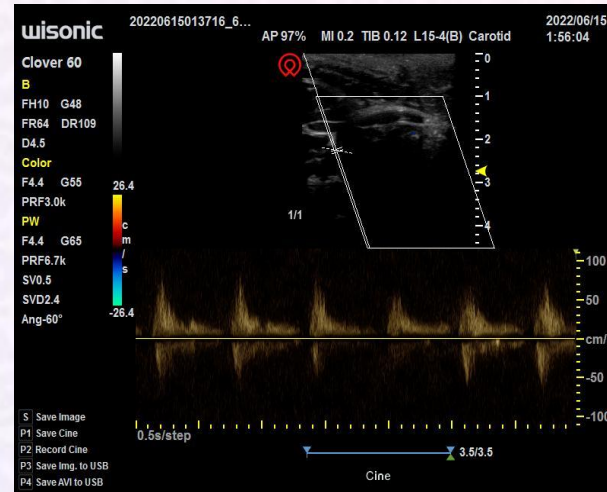 wisonic
20220615013716_6...
AP 97% MI 0.2 TIB 0.12 L15-4(B) Carotid
2022/06/15
1:56:04
Clover 60
B
FH10 G48
FR64 DR109
D4.5
Color
F4.4 G55
PRF3.0k
PW
F4.4 G65
PRF6.7k
SV0.5
SVD2.4
Ang-60°
26.4
c
m
/
s
-26.4
1/1
0
1
2
3
4
100
50
cm/
-50
-100
0.5s/step
3.5/3.5
Cine
S Save Image
P1 Save Cine
P2 Record Cine
P3 Save Img. to USB
P4 Save AVI to USB